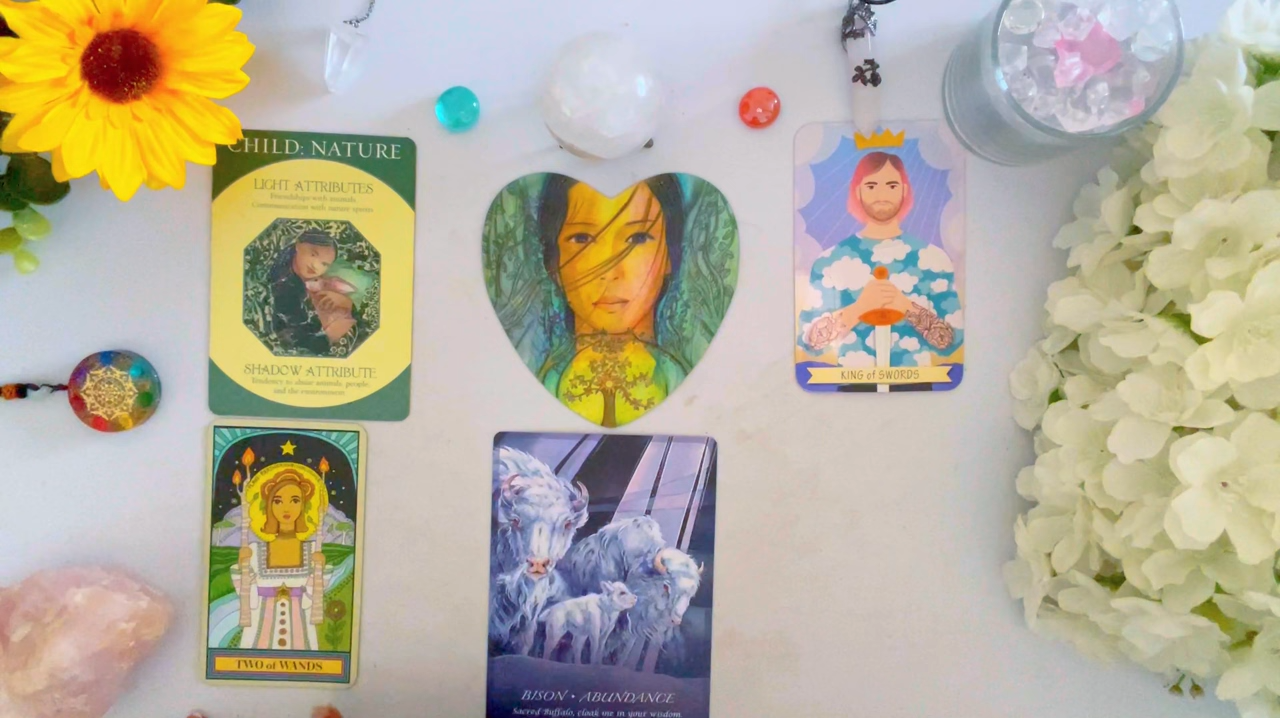 CHILD: NATURE
LIGHT ATTRIBUTES
Friendships with animals.
Communication with nature spirits
SHADOW ATTRIBUTE
Tendency to abuse animals, people,
and the environment
KING of SWORDS
TWO of WANDS
BISON • ABUNDANCE
Sacred Buffalo, cloak me in your wisdom